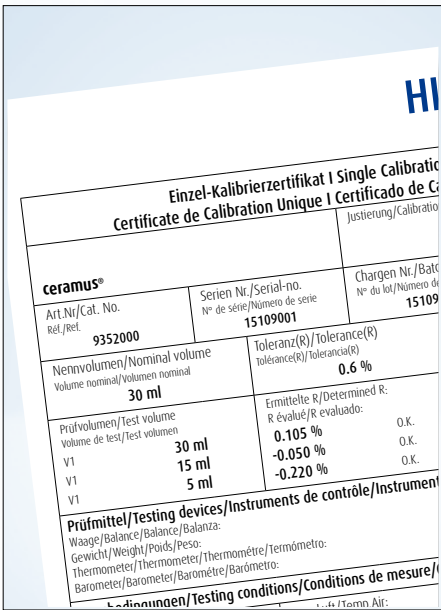 HI
Einzel-Kalibrierzertifikat I Single Calibratio
Certificate de Calibration Unique I Certificado de Ca
Justierung/Calibratio
ceramus®
Art.Nr/Cat. No.
Réf./Ref.
9352000
Serien Nr./Serial-no.
N° de série/Número de serie
15109001
Chargen Nr./Batc
N° du lot/Número de
15109
Nennvolumen/Nominal volume
Volume nominal/Volumen nominal
30 ml
Toleranz(R)/Tolerance(R)
Tolérance(R)/Tolerancia(R)
0.6 %
Prüfvolumen/Test volume
Volume de test/Test volumen
V1 30 ml
V1 15 ml
V1 5 ml
Ermittelte R/Determined R:
R évalué/R evaluado:
0.105 % O.K.
-0.050 % O.K.
-0.220 % O.K.
Prüfmittel/Testing devices/Instruments de contrôle/Instrument
Waage/Balance/Balance/Balanza:
Gewicht/Weight/Poids/Peso:
Thermometer/Thermometer/Thermométre/Termómetro:
Barometer/Barometer/Barométre/Barómetro:
bedingungen/Testing conditions/Conditions de mesure/
Luft/Temp.Air: